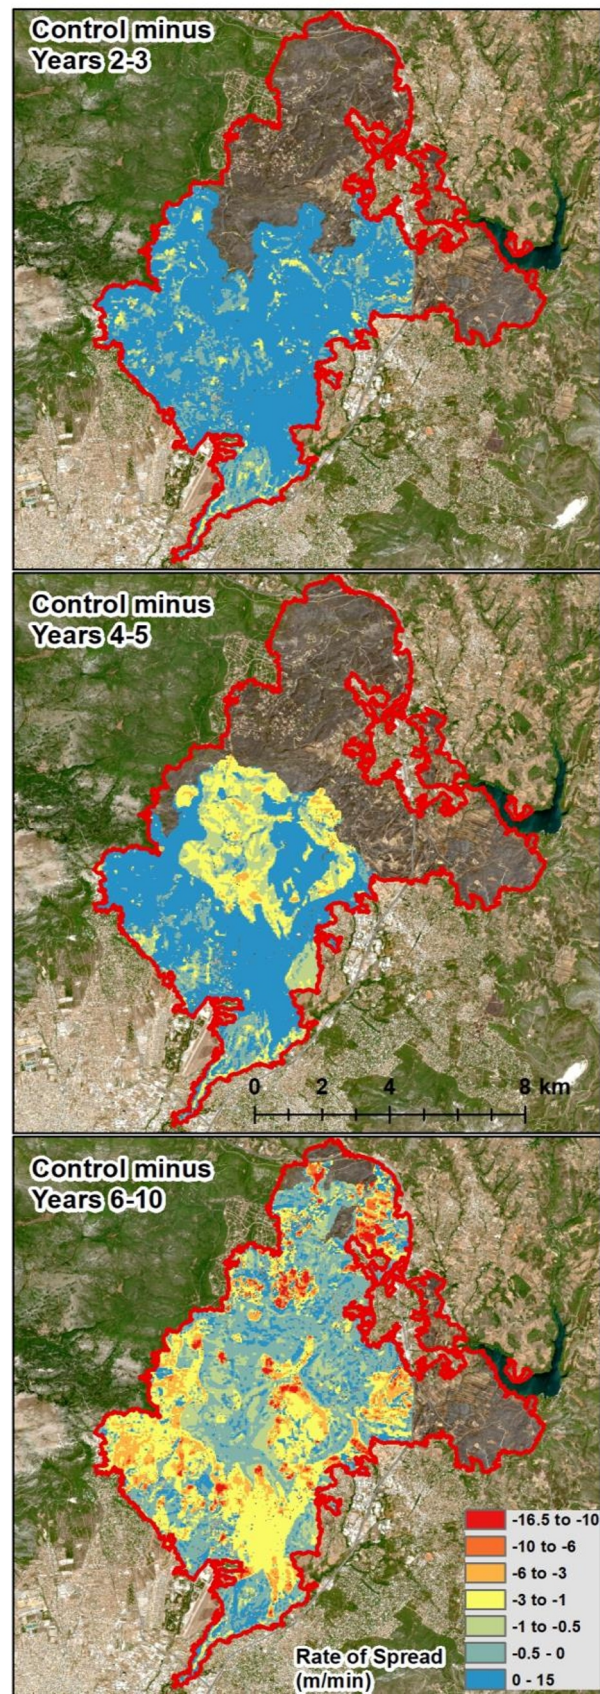 Control minus
Years 2-3
Control minus
Years 4-5
0 2 4 8 km
Control minus
Years 6-10
-16.5 to -10
-10 to -6
-6 to -3
-3 to -1
-1 to -0.5
-0.5 - 0
0 - 15
Rate of Spread
(m/min)